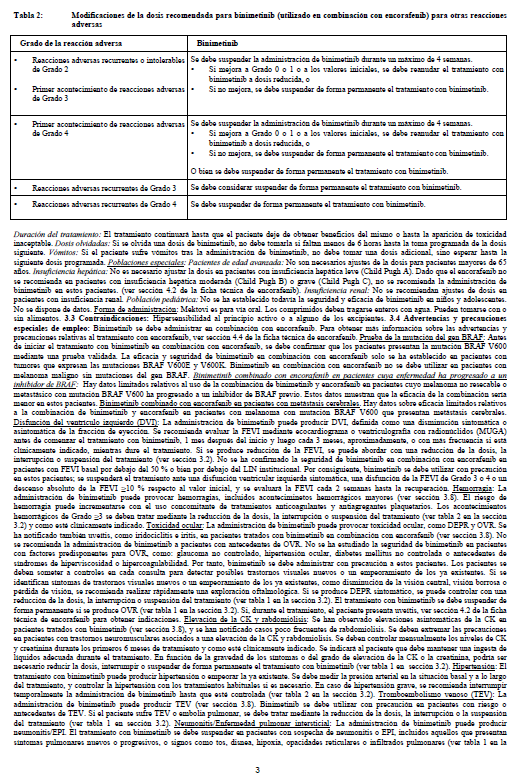 Tabla 2: Modificaciones de la dosis recomendada para binimetinib (utilizado en combinación con encorafenib) para otras reacciones
adversas
Grado de la reacción adversa Binimetinib
• Reacciones adversas recurrentes o intolerables
de Grado 2
• Primer acontecimiento de reacciones adversas
de Grado 3
Se debe suspender la administración de binimetinib durante un máximo de 4 semanas.
• Si mejora a Grado 0 o 1 o a los valores iniciales, se debe reanudar el tratamiento con
binimetinib a dosis reducida, o
• Si no mejora, se debe suspender de forma permanente el tratamiento con binimetinib.
• Primer acontecimiento de reacciones adversas
de Grado 4
Se debe suspender la administración de binimetinib durante un máximo de 4 semanas.
• Si mejora a Grado 0 o 1 o a los valores iniciales, se debe reanudar el tratamiento con
binimetinib a dosis reducida, o
• Si no mejora, se debe suspender de forma permanente el tratamiento con binimetinib.
O bien se debe suspender de forma permanente el tratamiento con binimetinib.
• Reacciones adversas recurrentes de Grado 3 Se debe considerar suspender de forma permanente el tratamiento con binimetinib.
• Reacciones adversas recurrentes de Grado 4 Se debe suspender de forma permanente el tratamiento con binimetinib.
Duración del tratamiento: El tratamiento continuará hasta que el paciente deje de obtener beneficios del mismo o hasta la aparición de toxicidad
inaceptable. Dosis olvidadas: Si se olvida una dosis de binimetinib, no debe tomarla si faltan menos de 6 horas hasta la toma programada de la dosis
siguiente. Vómitos: Si el paciente sufre vómitos tras la administración de binimetinib, no debe tomar una dosis adicional, sino esperar hasta la
siguiente dosis programada. Poblaciones especiales: Pacientes de edad avanzada: No son necesarios ajustes de la dosis para pacientes mayores de 65
años. Insuficiencia hepática: No es necesario ajustar la dosis en pacientes con insuficiencia hepática leve (Child Pugh A). Dado que el encorafenib no
se recomienda en pacientes con insuficiencia hepática moderada (Child Pugh B) o grave (Child Pugh C), no se recomienda la administración de
binimetinib en estos pacientes. (ver sección 4.2 de la ficha técnica de encorafenib). Insuficiencia renal: No se recomiendan ajustes de dosis en
pacientes con insuficiencia renal. Población pediátrica: No se ha establecido todavía la seguridad y eficacia de binimetinib en niños y adolescentes.
No se dispone de datos. Forma de administración: Mektovi es para vía oral. Los comprimidos deben tragarse enteros con agua. Pueden tomarse con o
sin alimentos. 3.3 Contraindicaciones: Hipersensibilidad al principio activo o a alguno de los excipientes. 3.4 Advertencias y precauciones
especiales de empleo: Binimetinib se debe administrar en combinación con encorafenib. Para obtener más información sobre las advertencias y
precauciones relativas al tratamiento con encorafenib, ver sección 4.4 de la ficha técnica de encorafenib. Prueba de la mutación del gen BRAF: Antes
de iniciar el tratamiento con binimetinib en combinación con encorafenib, se debe confirmar que los pacientes presentan la mutación BRAF V600
mediante una prueba validada. La eficacia y seguridad de binimetinib en combinación con encorafenib solo se ha establecido en pacientes con
tumores que expresan las mutaciones BRAF V600E y V600K. Binimetinib en combinación con encorafenib no se debe utilizar en pacientes con
melanoma maligno sin mutaciones del gen BRAF. Binimetinib combinado con encorafenib en pacientes cuya enfermedad ha progresado a un
inhibidor de BRAF: Hay datos limitados relativos al uso de la combinación de binimetinib y encorafenib en pacientes cuyo melanoma no resecable o
metastásico con mutación BRAF V600 ha progresado a un inhibidor de BRAF previo. Estos datos muestran que la eficacia de la combinación sería
menor en estos pacientes. Binimetinib combinado con encorafenib en pacientes con metástasis cerebrales. Hay datos sobre eficacia limitados relativos
a la combinación de binimetinib y encorafenib en pacientes con melanoma con mutación BRAF V600 que presentan metástasis cerebrales.
Disfunción del ventrículo izquierdo (DVI): La administración de binimetinib puede producir DVI, definida como una disminución sintomática o
asintomática de la fracción de eyección. Se recomienda evaluar la FEVI mediante ecocardiograma o ventriculografía con radionclidos (MUGA)
antes de comenzar el tratamiento con binimetinib, 1 mes después del inicio y luego cada 3 meses, aproximadamente, o con más frecuencia si está
clínicamente indicado, mientras dure el tratamiento. Si se produce reducción de la FEVI, se puede abordar con una reducción de la dosis, la
interrupción o suspensión del tratamiento (ver sección 3.2). No se ha confirmado la seguridad de binimetinib en combinación con encorafenib en
pacientes con FEVI basal por debajo del 50 % o bien por debajo del LIN institucional. Por consiguiente, binimetinib se debe utilizar con precaución
en estos pacientes; se suspenderá el tratamiento ante una disfunción ventricular izquierda sintomática, una disfunción de la FEVI de Grado 3 o 4 o un
descenso absoluto de la FEVI ≥10 % respecto al valor inicial, y se evaluará la FEVI cada 2 semanas hasta la recuperación. Hemorragia: La
administración de binimetinib puede provocar hemorragias, incluidos acontecimientos hemorrágicos mayores (ver sección 3.8). El riesgo de
hemorragia puede incrementarse con el uso concomitante de tratamientos anticoagulantes y antiagregantes plaquetarios. Los acontecimientos
hemorrágicos de Grado ≥3 se deben tratar mediante la reducción de la dosis, la interrupción o suspensión del tratamiento (ver tabla 2 en la sección
3.2) y como esté clínicamente indicado. Toxicidad ocular: La administración de binimetinib puede provocar toxicidad ocular, como DEPR y OVR. Se
ha notificado también uveítis, como iridociclitis e iritis, en pacientes tratados en binimetinib en combinación con encorafenib (ver sección 3.8). No
se recomienda la administración de binimetinib a pacientes con antecedentes de OVR. No se ha estudiado la seguridad de binimetinib en pacientes
con factores predisponentes para OVR, como: glaucoma no controlado, hipertensión ocular, diabetes mellitus no controlada o antecedentes de
síndromes de hiperviscosidad o hipercoagulabilidad. Por tanto, binimetinib se debe administrar con precaución a estos pacientes. Los pacientes se
deben someter a controles en cada consulta para detectar posibles trastornos visuales nuevos o un empeoramiento de los ya existentes. Si se
identifican síntomas de trastornos visuales nuevos o un empeoramiento de los ya existentes, como disminución de la visión central, visión borrosa o
pérdida de visión, se recomienda realizar rápidamente una exploración oftalmológica. Si se produce DEPR sintomático, se puede controlar con una
reducción de la dosis, la interrupción o suspensión del tratamiento (ver tabla 1 en la sección 3.2). El tratamiento con binimetinib se debe suspender de
forma permanente si se produce OVR (ver tabla 1 en la sección 3.2). Si, durante el tratamiento, el paciente presenta uveítis, ver sección 4.2 de la ficha
técnica de encorafenib para obtener indicaciones. Elevación de la CK y rabdomiólisis: Se han observado elevaciones asintomáticas de la CK en
pacientes tratados en binimetinib (ver sección 3.8), y se han notificado casos poco frecuentes de rabdomiólisis. Se deben extremar las precauciones
en pacientes con trastornos neuromusculares asociados a una elevación de la CK y rabdomiólisis. Se deben controlar mensualmente los niveles de CK
y creatinina durante los primeros 6 meses de tratamiento y como esté clínicamente indicado. Se indicará al paciente que debe mantener una ingesta de
líquidos adecuada durante el tratamiento. En función de la gravedad de los síntomas o del grado de elevación de la CK o la creatinina, podría ser
necesario reducir la dosis, interrumpir o suspender de forma permanente el tratamiento con binimetinib (ver tabla 1 en sección 3.2). Hipertensión: El
tratamiento con binimetinib puede producir hipertensión o empeorar la ya existente. Se debe medir la presión arterial en la situación basal y a lo largo
del tratamiento, y controlar la hipertensión con los tratamientos habituales si es necesario. En caso de hipertensión grave, se recomienda interrumpir
temporalmente la administración de binimetinib hasta que esté controlada (ver tabla 2 en la sección 3.2). Tromboembolismo venoso (TEV): La
administración de binimetinib puede producir TEV (ver sección 3.8). Binimetinib se debe utilizar con precaución en pacientes con riesgo o
antecedentes de TEV. Si el paciente sufre TEV o embolia pulmonar, se debe tratar mediante la reducción de la dosis, la interrupción o la suspensión
del tratamiento (ver tabla 1 en sección 3.2). Neumonitis/Enfermedad pulmonar intersticial: La administración de binimetinib puede producir
neumonitis/EPI. El tratamiento con binimetinib se debe suspender en pacientes con sospecha de neumonitis o EPI, incluidos aquellos que presentan
síntomas pulmonares nuevos o progresivos, o signos como tos, disnea, hipoxia, opacidades reticulares o infiltrados pulmonares (ver tabla 1 en la
3